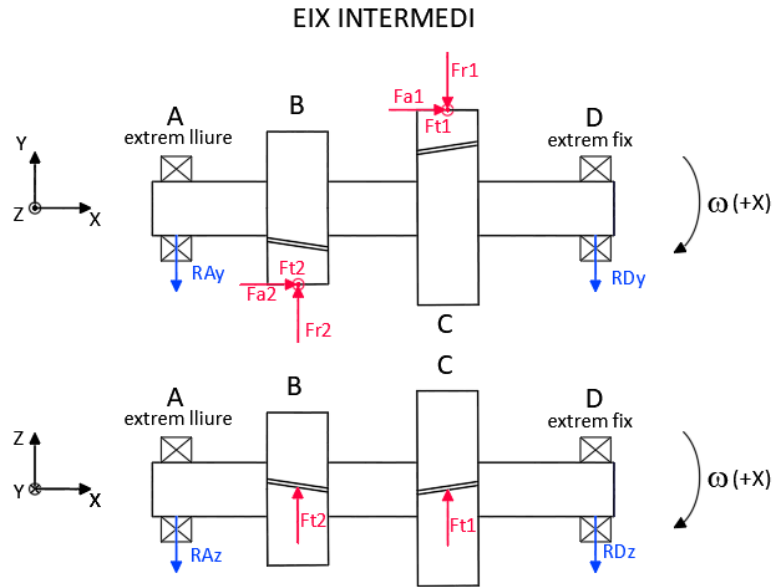 EIX INTERMEDI
Fr1
Fa1
Ft1
A
extrem lliure
B
D
extrem fix
Y
Z
X
ω (+X)
RAy
Ft2
Fa2
Fr2
RDy
C
A
extrem lliure
B
C
D
extrem fix
Z
Y
X
ω (+X)
Ft2
Ft1
RAz
RDz